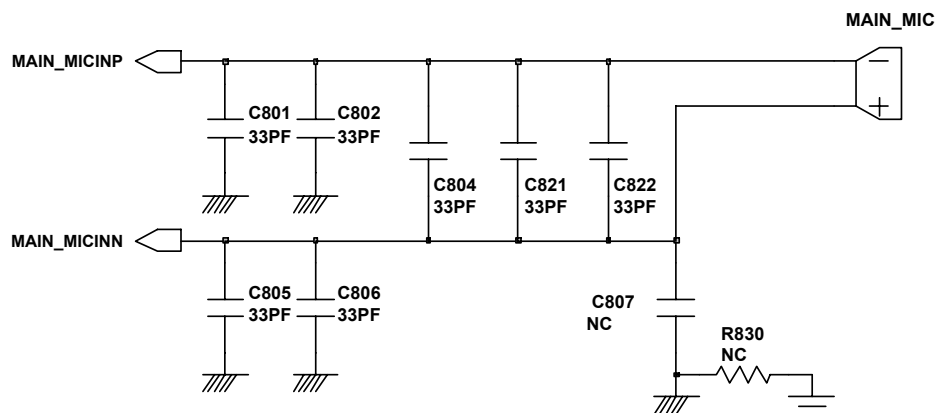 MAIN_MIC
MAIN_MICINP
−
+
C801
33PF
C802
33PF
C804
33PF
C821
33PF
C822
33PF
MAIN_MICINN
C805
33PF
C806
33PF
C807
NC
R830
NC